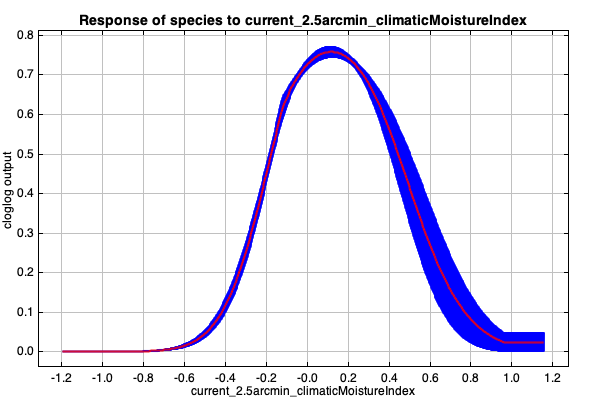 Response of species to current_2.5arcmin_climaticMoistureIndex
0.8
0.7
0.6
0.5
0.4
0.3
0.2
0.1
0.0
cloglog output
-1.2 -1.0 -0.8 -0.6 -0.4 -0.2 -0.0 0.2 0.4 0.6 0.8 1.0 1.2
current_2.5arcmin_climaticMoistureIndex